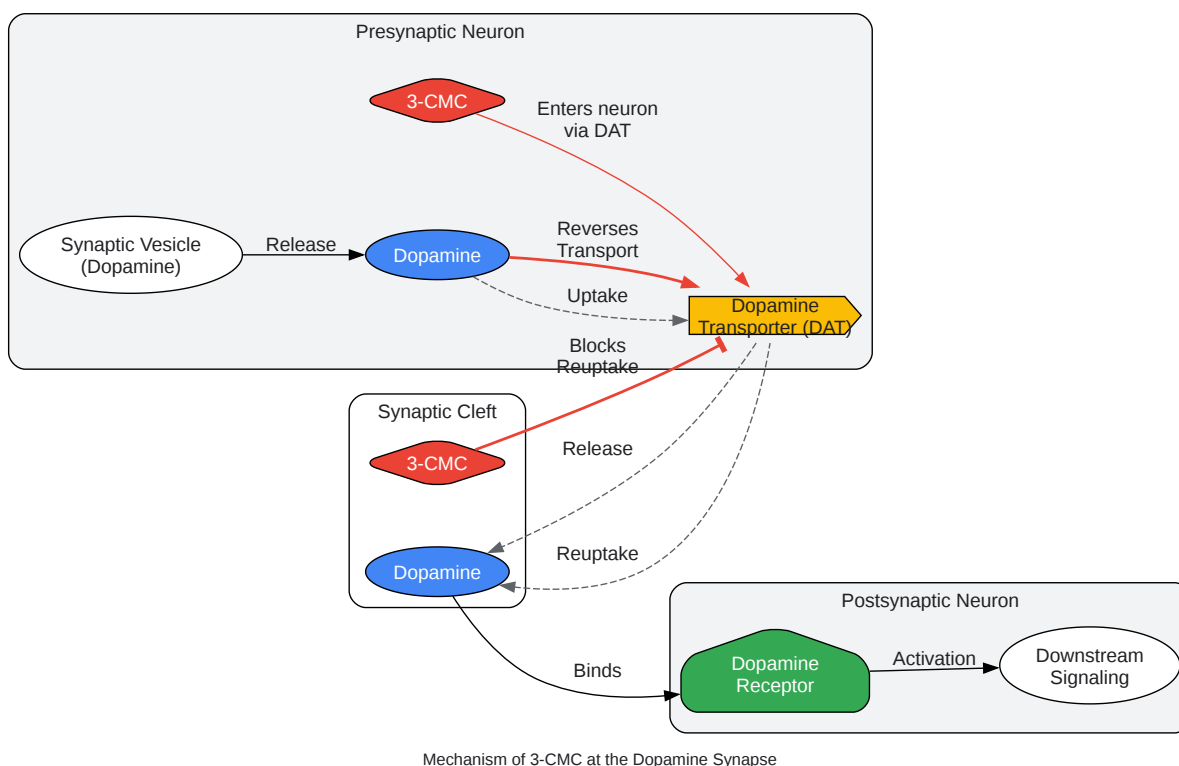 Presynaptic Neuron
3-CMC
Enters neuron
via DAT
Synaptic Vesicle
(Dopamine)
Release
Dopamine
Reverses
Transport
Uptake
Dopamine
Transporter (DAT)
Blocks
Reuptake
Synaptic Cleft
3-CMC
Release
Dopamine
Reuptake
Postsynaptic Neuron
Binds
Dopamine
Receptor
Activation
Downstream
Signaling
Mechanism of 3-CMC at the Dopamine Synapse